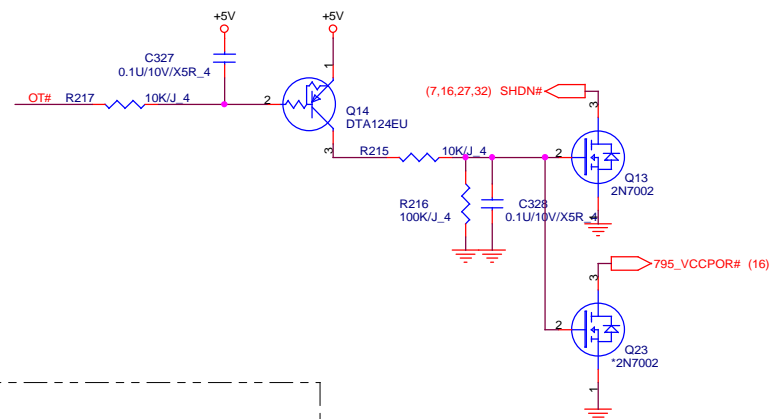 +5V
+5V
C327
0.1U/10V/X5R_4
1
OT#
R217
10K/J_4
2
Q14
DTA124EU
3
(7,16,27,32) SHDN#
3
R215
10K/J_4
2
Q13
2N7002
R216
100K/J_4
C328
0.1U/10V/X5R_4
1
795_VCCPOR# (16)
3
2
Q23
*2N7002
1